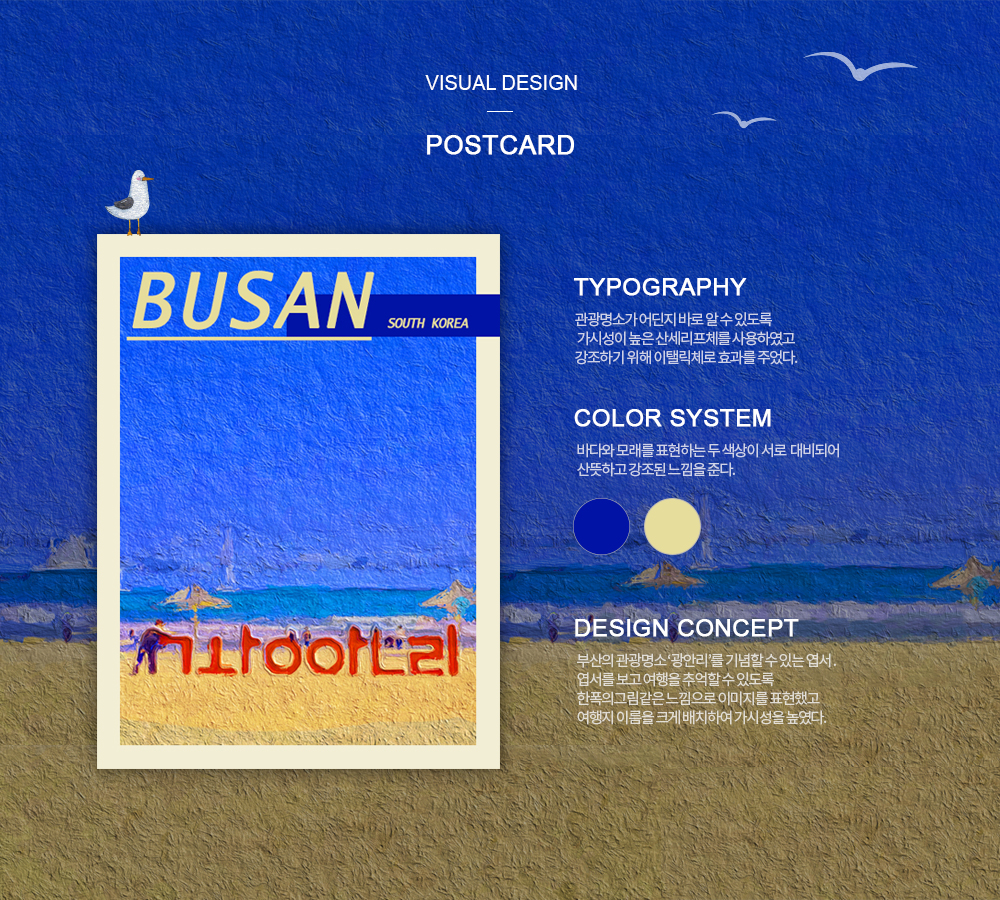 VISUAL DESIGN
POSTCARD
BUSAN
SOUTH KOREA
ㄱㅗㅏㅇㅇㅏㄴㄹㅣ
TYPOGRAPHY
관광명소가 어딘지 바로 알 수 있도록
가시성이 높은 산세리프체를 사용하였고
강조하기 위해 이탤릭체로 효과를 주었다.
COLOR SYSTEM
바다와 모래를 표현하는 두 색상이 서로 대비되어
산뜻하고 강조된 느낌을 준다.
DESIGN CONCEPT
부산의 관광명소 '광안리'를 기념할 수 있는 엽서.
엽서를 보고 여행을 추억할 수 있도록
한폭의그림같은 느낌으로 이미지를 표현했고
여행지 이름을 크게 배치하여 가시성을 높였다.